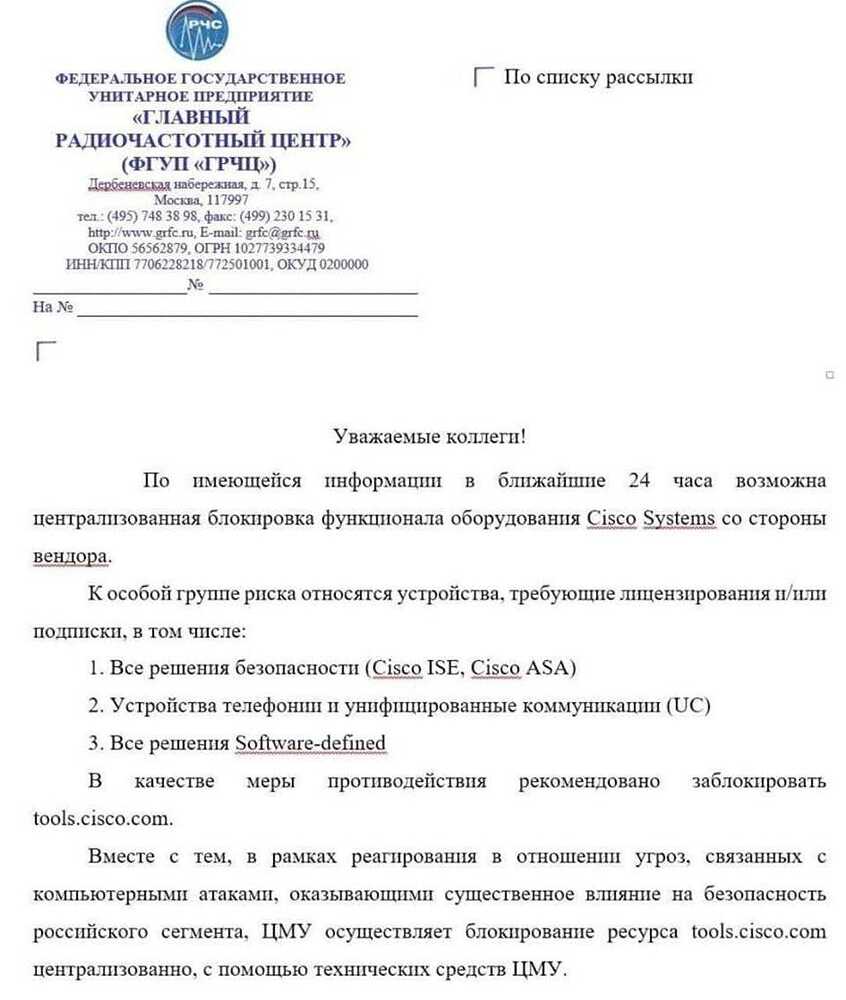 РЧС
ФЕДЕРАЛЬНОЕ ГОСУДАРСТВЕННОЕ
УНИТАРНОЕ ПРЕДПРИЯТИЕ
«ГЛАВНЫЙ
РАДИОЧАСТОТНЫЙ ЦЕНТР»
(ФГУП «ГРЧЦ»)
Дербеневская набережная, д. 7, стр.15,
Москва, 117997
тел.: (495) 748 38 98, факс: (499) 230 15 31,
http://www.grfc.ru, E-mail: grfc@grfc.ru
ОКПО 56562879, ОГРН 1027739334479
ИНН/КПП 7706228218/772501001, ОКУД 0200000
№
На №
По списку рассылки
Уважаемые коллеги!
По имеющейся информации в ближайшие 24 часа возможна
централизованная блокировка функционала оборудования Cisco Systems со стороны
вендора.
К особой группе риска относятся устройства, требующие лицензирования и/или
подписки, в том числе:
1. Все решения безопасности (Cisco ISE, Cisco ASA)
2. Устройства телефонии и унифицированные коммуникации (UC)
3. Все решения Software-defined
В качестве меры противодействия рекомендовано заблокировать
tools.cisco.com.
Вместе с тем, в рамках реагирования в отношении угроз, связанных с
компьютерными атаками, оказывающими существенное влияние на безопасность
российского сегмента, ЦМУ осуществляет блокирование ресурса tools.cisco.com
централизованно, с помощью технических средств ЦМУ.